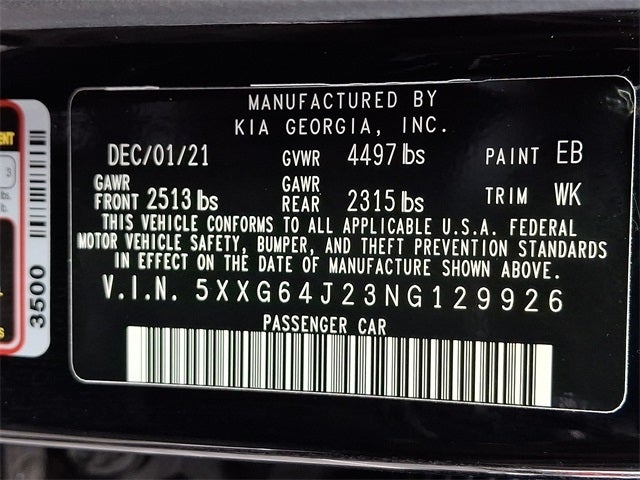 MANUFACTURED BY
KIA GEORGIA, INC.
DEC/01/21 GVWR 4497 lbs PAINT EB
GAWR FRONT 2513 lbs GAWR REAR 2315 lbs TRIM WK
THIS VEHICLE CONFORMS TO ALL APPLICABLE U.S.A. FEDERAL
MOTOR VEHICLE SAFETY, BUMPER, AND THEFT PREVENTION STANDARDS
IN EFFECT ON THE DATE OF MANUFACTURE SHOWN ABOVE.
V.I.N. 5XXG64J23NG129926
PASSENGER CAR
3500